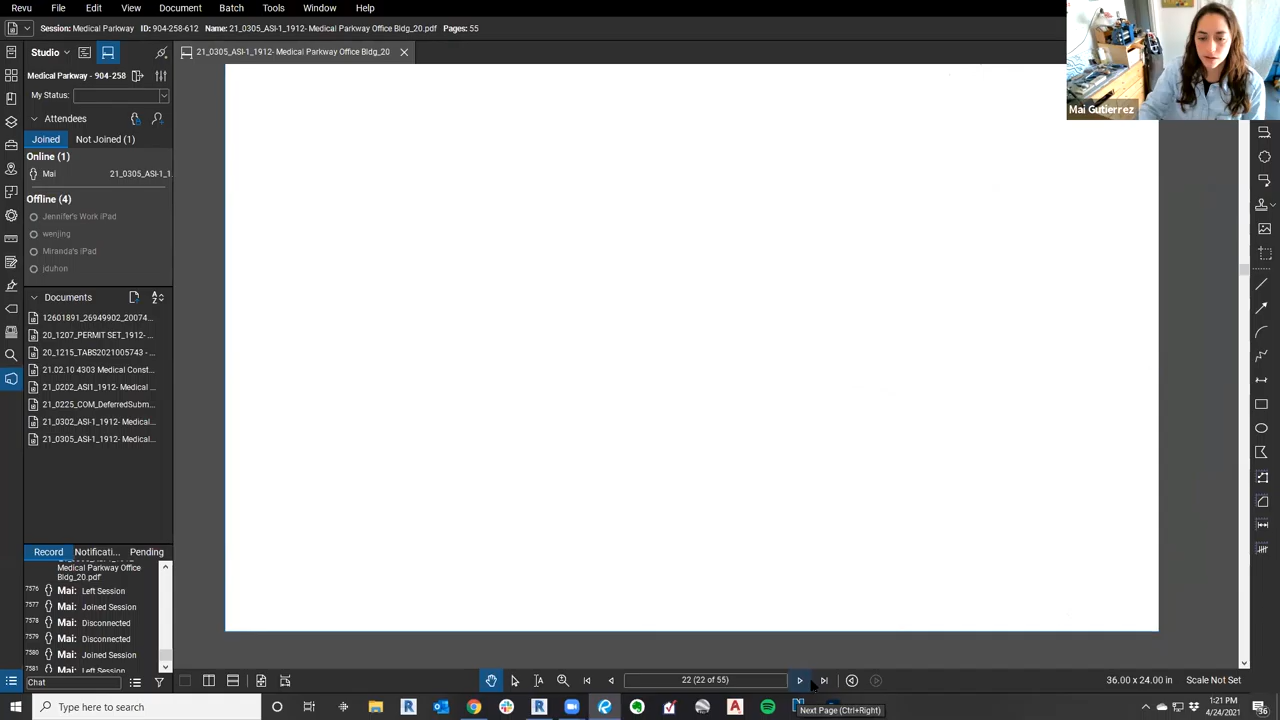 Revu File Edit View Document Batch Tools Window Help
Session: Medical Parkway ID: 904-258-612 Name: 21_0305_ASI-1_1912- Medical Parkway Office Bldg_20.pdf Pages: 55
Studio
21_0305_ASI-1_1912- Medical Parkway Office Bldg_20
Medical Parkway - 904-258
My Status:
Attendees
Joined Not Joined (1)
Online (1)
Mai 21_0305_ASI-1_1.
Offline (4)
Jennifer's Work iPad
wenjing
Miranda's iPad
jduhon
Documents
12601891_26949902_20074...
20_1207_PERMIT SET_1912-...
20_1215_TABS2021005743 -...
21.02.10 4303 Medical Const...
21_0202_ASI1_1912- Medical ...
21_0225_COM_DeferredSubm...
21_0302_ASI-1_1912- Medical...
21_0305_ASI-1_1912- Medical...
Record Notificati... Pending
Medical Parkway Office
Bldg_20.pdf'
7576 Mai: Left Session
7577 Mai: Joined Session
7578 Mai: Disconnected
7579 Mai: Disconnected
7580 Mai: Joined Session
7581 Mai: Left Session
Chat
22 (22 of 55)
36.00 x 24.00 in Scale Not Set
Mai Gutierrez
Next Page (Ctrl+Right)
Type here to search
1:21 PM
4/24/2021
36